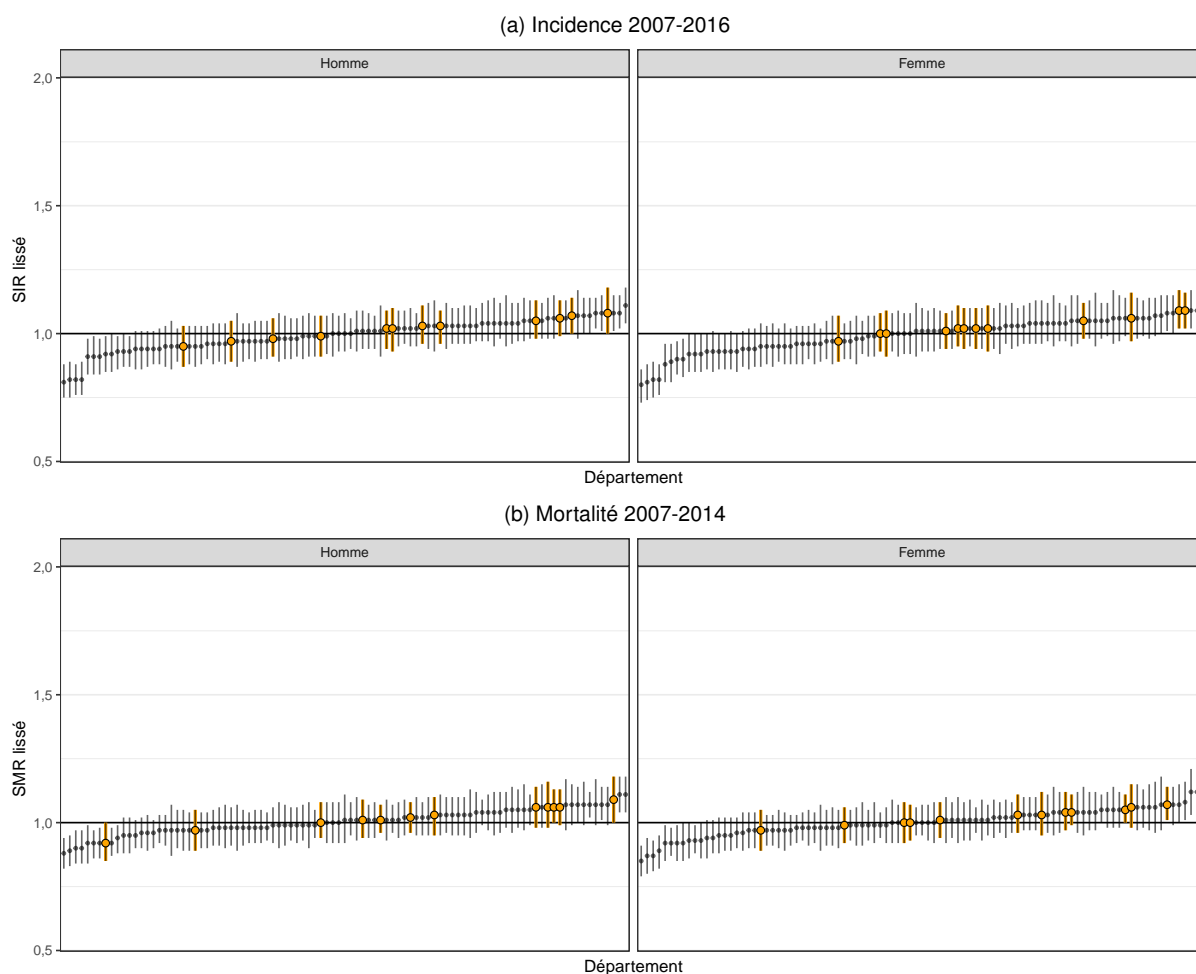 (a) Incidence 2007-2016
Homme
Femme
2,0
1,5
1,0
0,5
SIR lissé
Département
(b) Mortalité 2007-2014
Homme
Femme
2,0
1,5
1,0
0,5
SMR lissé
Département